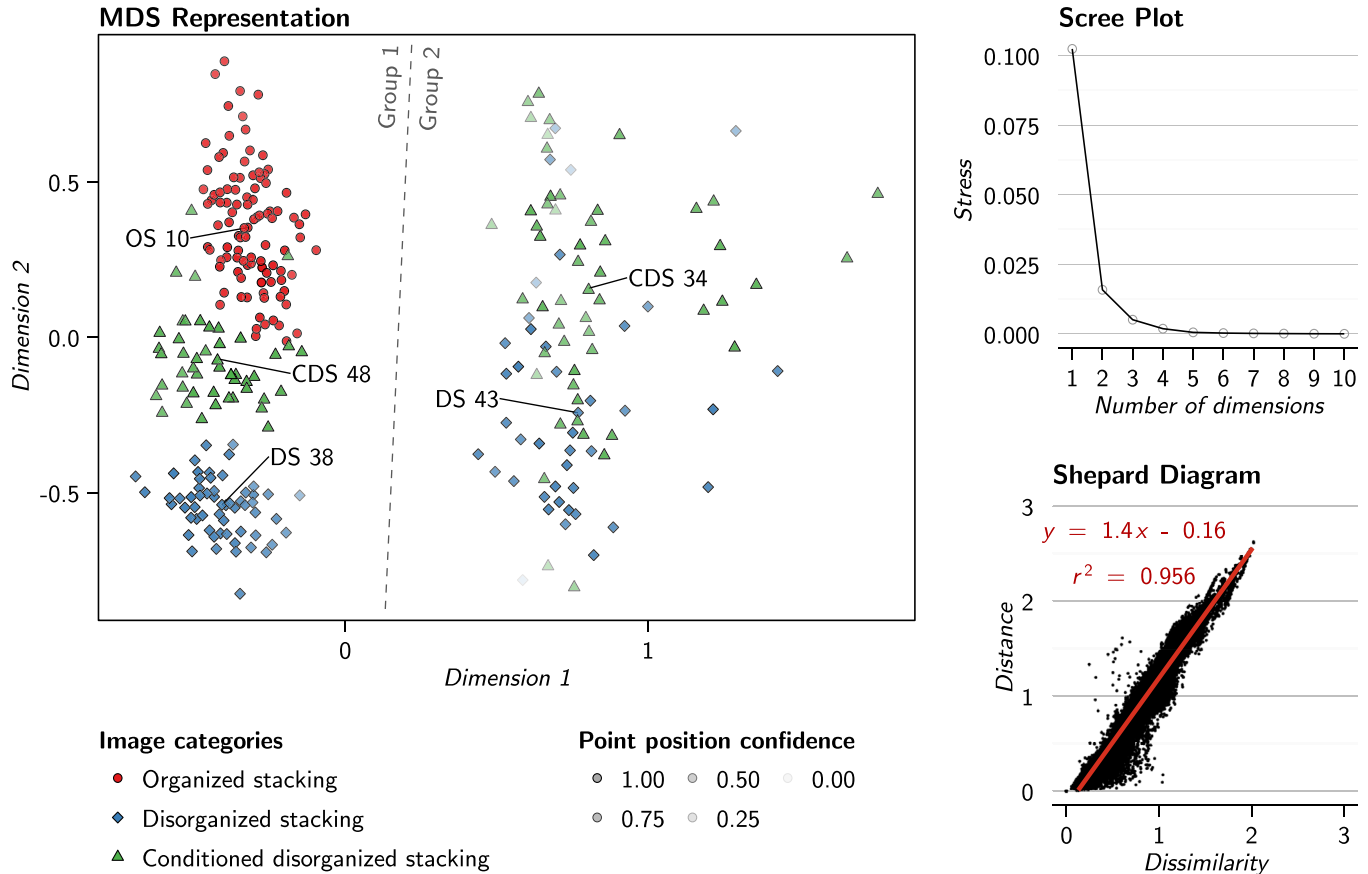 MDS Representation
Group 1
Group 2
OS 10
CDS 34
CDS 48
DS 43
DS 38
0.5
0.0
-0.5
Dimension 2
0
1
Dimension 1
Image categories
Organized stacking
Disorganized stacking
Conditioned disorganized stacking
Point position confidence
1.00
0.50
0.00
0.75
0.25
Scree Plot
0.100
0.075
0.050
0.025
0.000
Stress
1 2 3 4 5 6 7 8 9 10
Number of dimensions
Shepard Diagram
3
y = 1.4x - 0.16
r² = 0.956
2
1
0
Distance
0 1 2 3
Dissimilarity